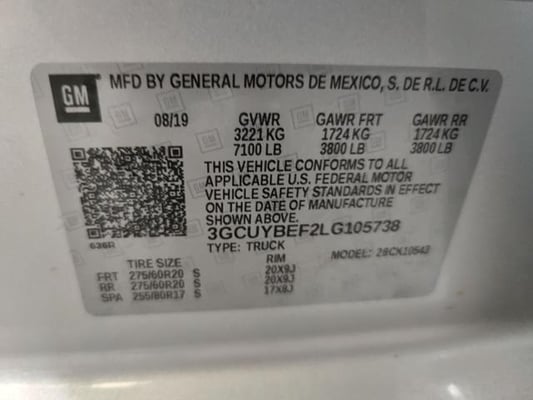 GM MFD BY GENERAL MOTORS DE MEXICO, S. DE R.L. DE C.V.
08/19 GVWR GAWR FRT GAWR RR
3221 KG 1724 KG 1724 KG
7100 LB 3800 LB 3800 LB
THIS VEHICLE CONFORMS TO ALL
APPLICABLE U.S. FEDERAL MOTOR
VEHICLE SAFETY STANDARDS IN EFFECT
ON THE DATE OF MANUFACTURE
SHOWN ABOVE
3GCUYBEF2LG105738
636R
TYPE: TRUCK MODEL:
TIRE SIZE RIM
FRT 275/60R20 S 20X9J
RR 275/60R20 S 20X9J
SPA 255/80R17 S 17X8J